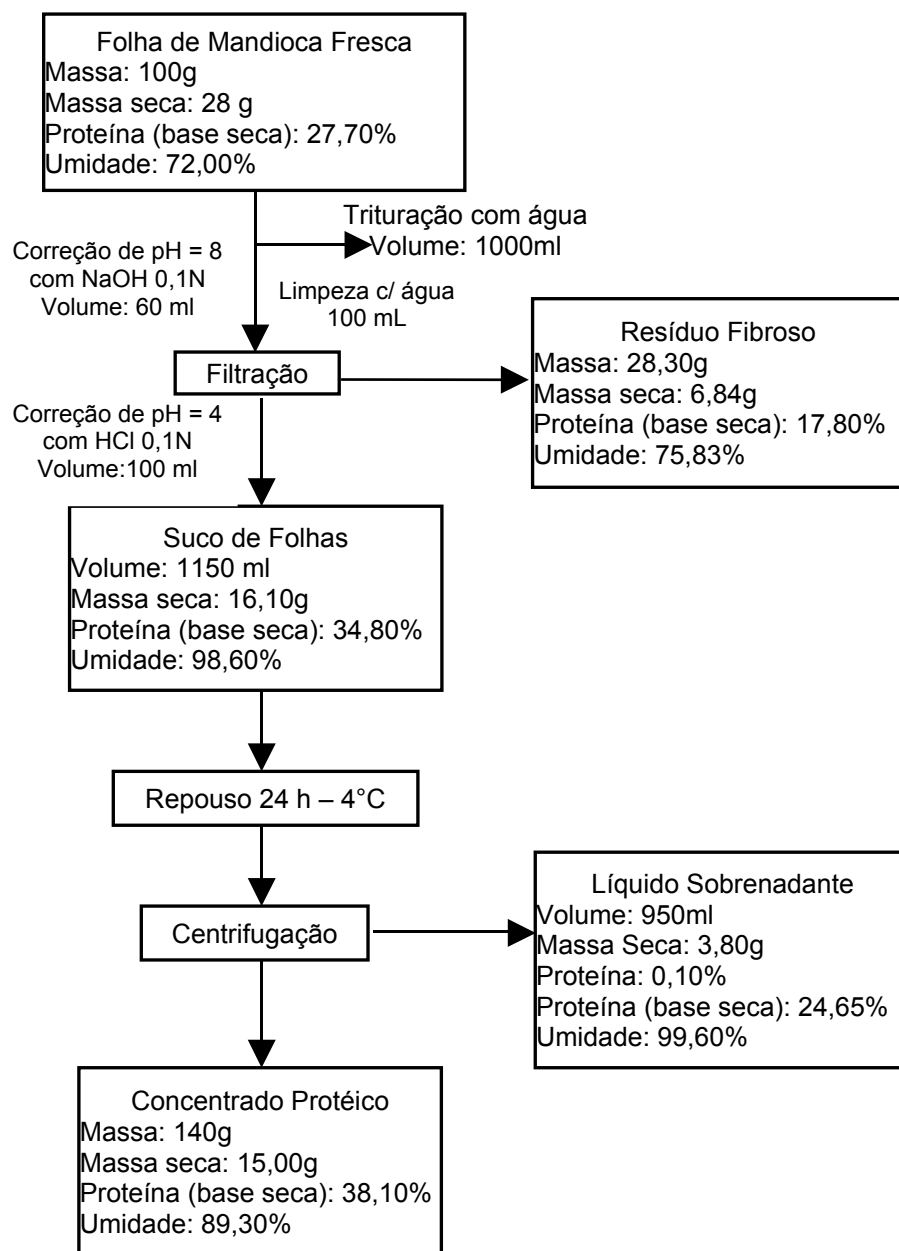 Folha de Mandioca Fresca
Massa: 100g
Massa seca: 28 g
Proteína (base seca): 27,70%
Umidade: 72,00%
Trituração com água
Volume: 1000ml
Correção de pH = 8
com NaOH 0,1N
Volume: 60 ml
Limpeza c/ água
100 mL
Filtração
Resíduo Fibroso
Massa: 28,30g
Massa seca: 6,84g
Proteína (base seca): 17,80%
Umidade: 75,83%
Correção de pH = 4
com HCl 0,1N
Volume:100 ml
Suco de Folhas
Volume: 1150 ml
Massa seca: 16,10g
Proteína (base seca): 34,80%
Umidade: 98,60%
Repouso 24 h – 4°C
Centrifugação
Líquido Sobrenadante
Volume: 950ml
Massa Seca: 3,80g
Proteína: 0,10%
Proteína (base seca): 24,65%
Umidade: 99,60%
Concentrado Protéico
Massa: 140g
Massa seca: 15,00g
Proteína (base seca): 38,10%
Umidade: 89,30%